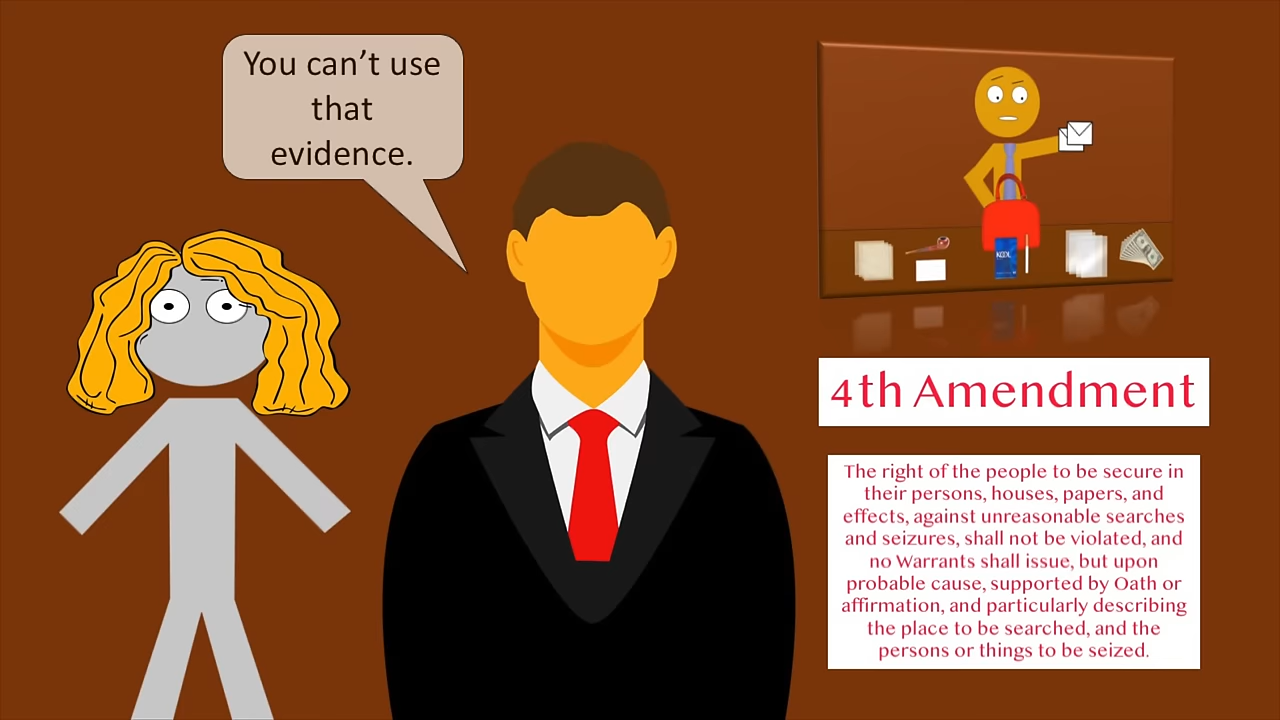 You can’t use
that
evidence.
KOOL
4th Amendment
The right of the people to be secure in
their persons, houses, papers, and
effects, against unreasonable searches
and seizures, shall not be violated, and
no Warrants shall issue, but upon
probable cause, supported by Oath or
affirmation, and particularly describing
the place to be searched, and the
persons or things to be seized.